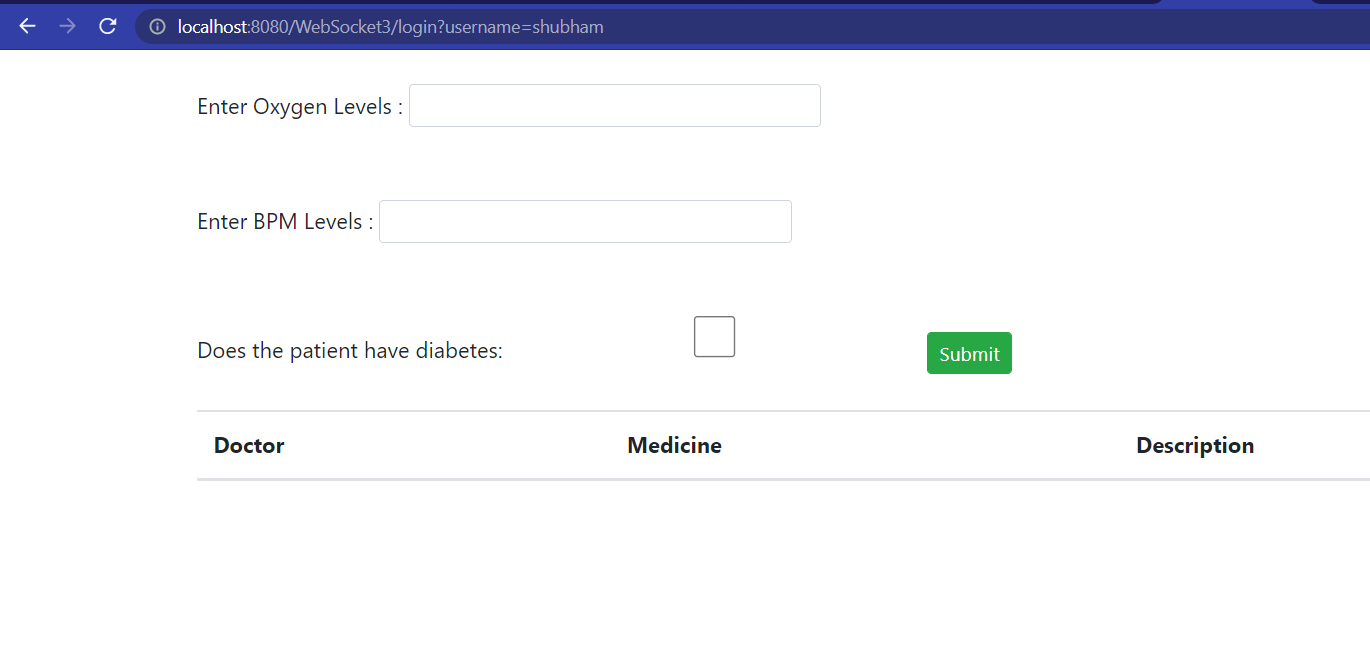 localhost:8080/WebSocket3/login?username=shubham
Enter Oxygen Levels :
Enter BPM Levels :
Does the patient have diabetes:
Submit
Doctor Medicine Description